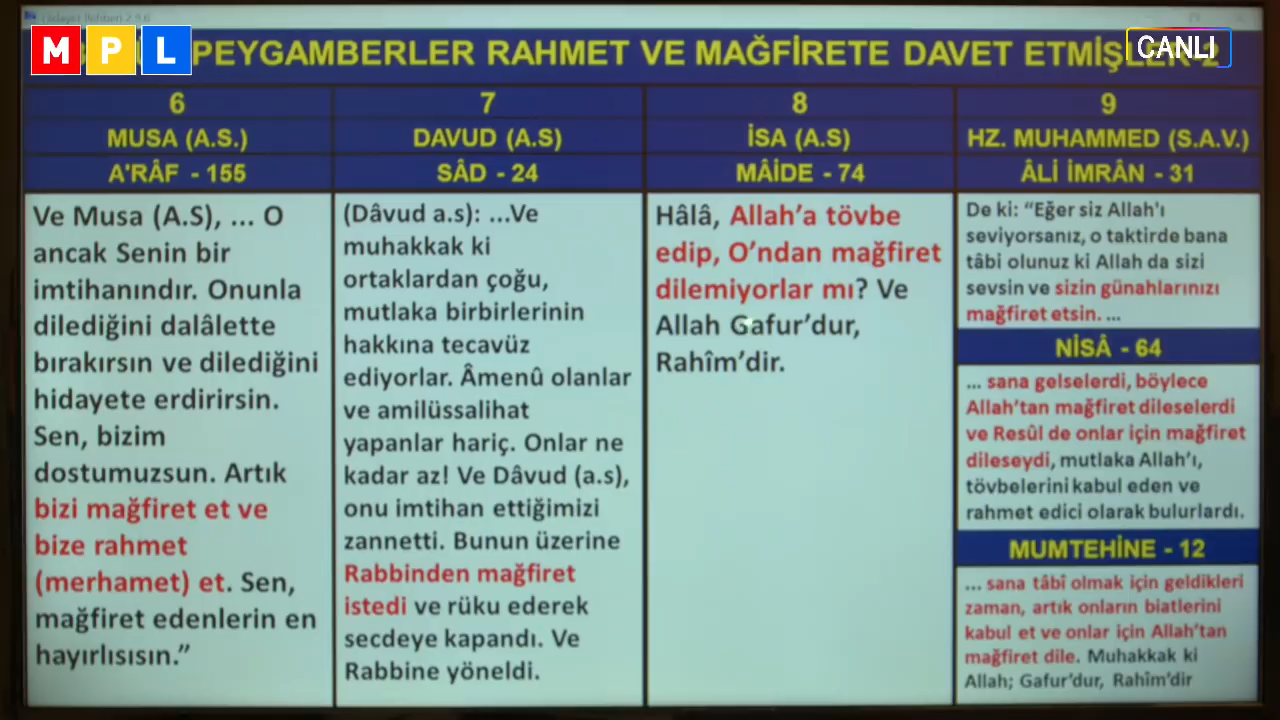 Hidayet Rehberi 2.9.6
MPL
CANLI
PEYGAMBERLER RAHMET VE MAĞFİRETE DAVET ETMİŞLER-2
6
MUSA (A.S.)
A'RÂF - 155
Ve Musa (A.S), ... O
ancak Senin bir
imtihanındır. Onunla
dilediğini dalâlette
bırakırsın ve dilediğini
hidayete erdirirsin.
Sen, bizim
dostumuzsun. Artık
bizi mağfiret et ve
bize rahmet
(merhamet) et. Sen,
mağfiret edenlerin en
hayırlısısın.”
7
DAVUD (A.S)
SÂD - 24
(Dâvud a.s): ...Ve
muhakkak ki
ortaklardan çoğu,
mutlaka birbirlerinin
hakkına tecavüz
ediyorlar. Âmenû olanlar
ve amilüssalihat
yapanlar hariç. Onlar ne
kadar az! Ve Dâvud (a.s),
onu imtihan ettiğimizi
zannetti. Bunun üzerine
Rabbinden mağfiret
istedi ve rüku ederek
secdeye kapandı. Ve
Rabbine yöneldi.
8
İSA (A.S)
MÂİDE - 74
Hâlâ, Allah’a tövbe
edip, O’ndan mağfiret
dilemiyorlar mı? Ve
Allah Gafur’dur,
Rahîm’dir.
9
HZ. MUHAMMED (S.A.V.)
ÂLİ İMRÂN - 31
De ki: “Eğer siz Allah'ı
seviyorsanız, o taktirde bana
tâbi olunuz ki Allah da sizi
sevsin ve sizin günahlarınızı
mağfiret etsin. ...
NİSÂ - 64
... sana gelselerdi, böylece
Allah’tan mağfiret dileselerdi
ve Resûl de onlar için mağfiret
dileseydi, mutlaka Allah’ı,
tövbelerini kabul eden ve
rahmet edici olarak bulurlardı.
MUMTEHİNE - 12
... sana tâbî olmak için geldikleri
zaman, artık onların biatlerini
kabul et ve onlar için Allah’tan
mağfiret dile. Muhakkak ki
Allah; Gafur’dur, Rahîm’dir